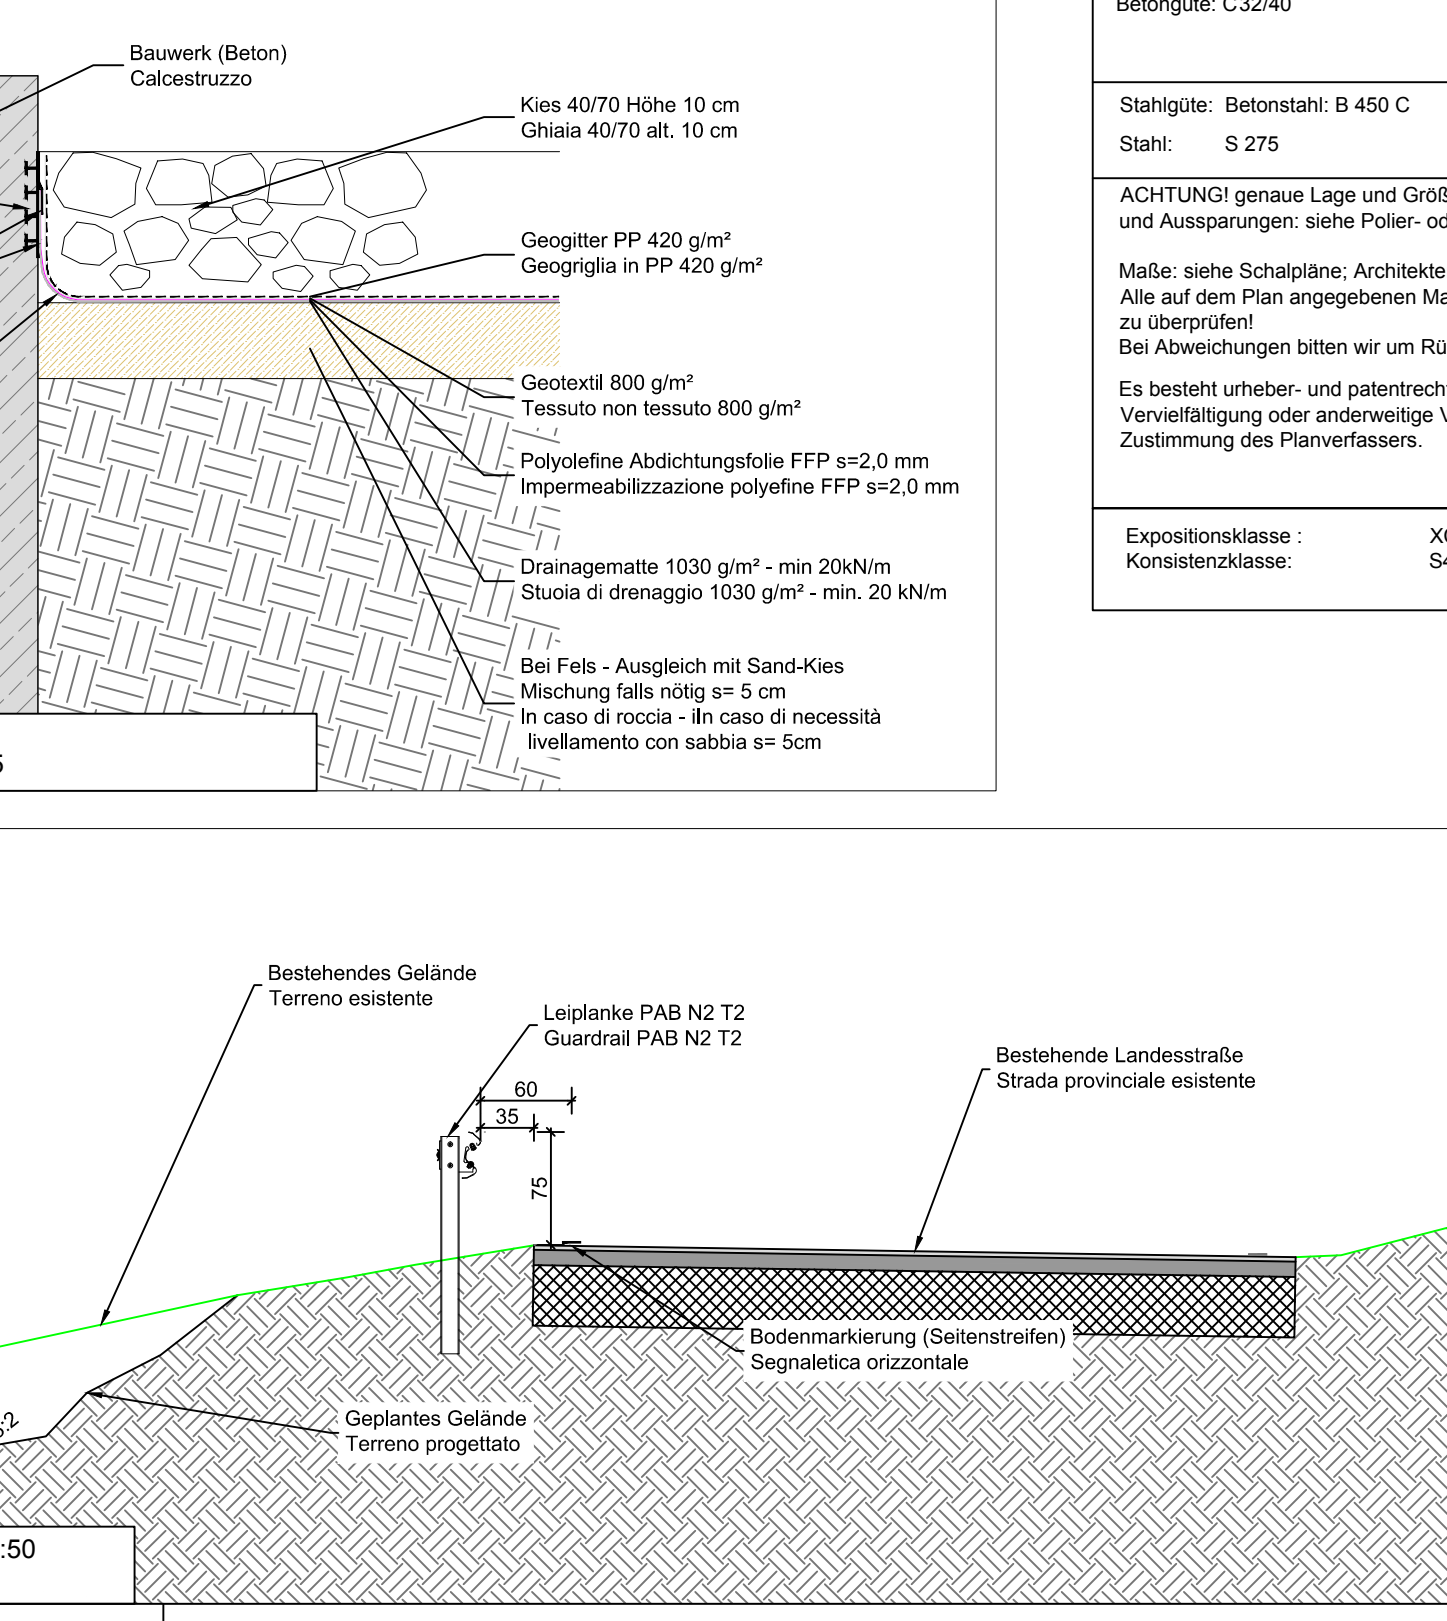 Bauwerk (Beton)
Calcestruzzo
Kies 40/70 Höhe 10 cm
Ghiaia 40/70 alt. 10 cm
Geogitter PP 420 g/m²
Geogriglia in PP 420 g/m²
Geotextil 800 g/m²
Tessuto non tessuto 800 g/m²
Polyolefine Abdichtungsfolie FFP s=2,0 mm
Impermeabilizzazione polyefine FFP s=2,0 mm
Drainagematte 1030 g/m² - min 20kN/m
Stuoia di drenaggio 1030 g/m² - min. 20 kN/m
Bei Fels - Ausgleich mit Sand-Kies
Mischung falls nötig s= 5 cm
In caso di roccia - iIn caso di necessità
livellamento con sabbia s= 5cm
5
Betongüte: C32/40
Stahlgüte: Betonstahl: B 450 C
Stahl: S 275
ACHTUNG! genaue Lage und Größ
und Aussparungen: siehe Polier- od
Maße: siehe Schalpläne; Architekte
Alle auf dem Plan angegebenen Ma
zu überprüfen!
Bei Abweichungen bitten wir um Rü
Es besteht urheber- und patentrech
Vervielfältigung oder anderweitige V
Zustimmung des Planverfassers.
Expositionsklasse : XC
Konsistenzklasse: S4
Bestehendes Gelände
Terreno esistente
Leiplanke PAB N2 T2
Guardrail PAB N2 T2
60
35
75
Bestehende Landesstraße
Strada provinciale esistente
Bodenmarkierung (Seitenstreifen)
Segnaletica orizzontale
Geplantes Gelände
Terreno progettato
:2
:50